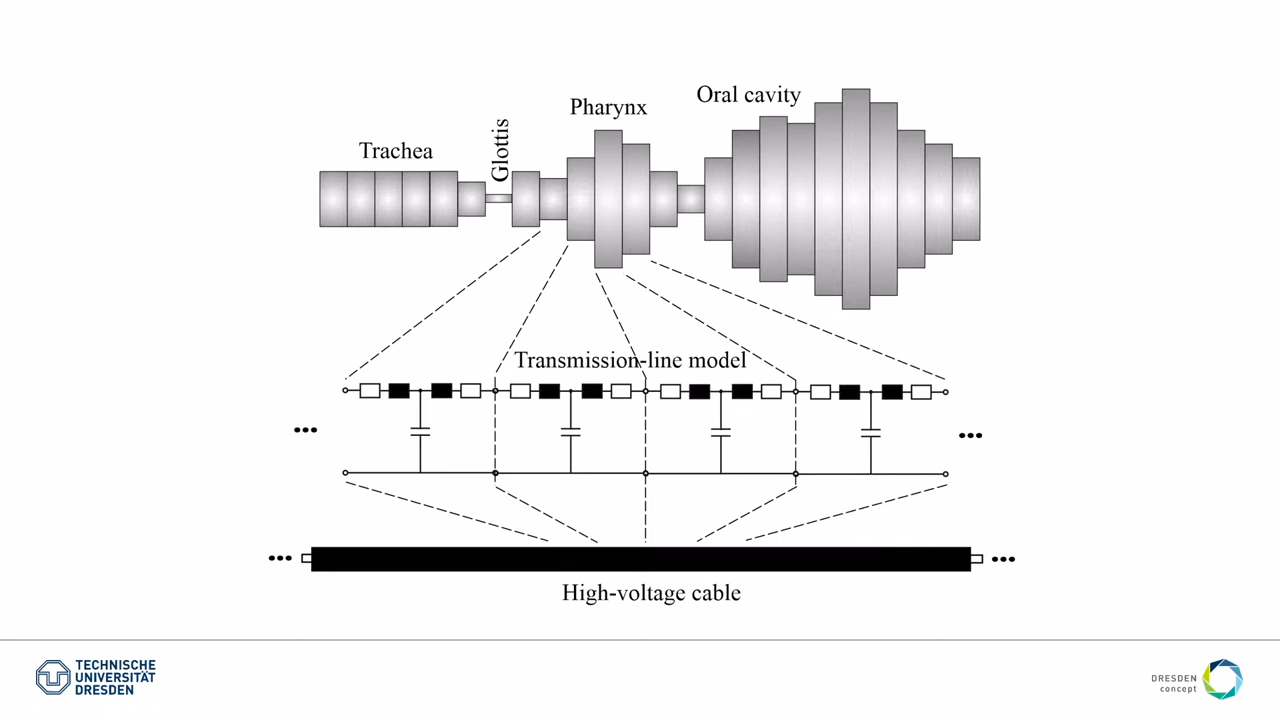 Oral cavity
Pharynx
Glottis
Trachea
Transmission-line model
High-voltage cable
TECHNISCHE
UNIVERSITÄT
DRESDEN
DRESDEN
concept